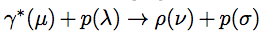 γ*(μ) + p(λ) → ρ(ν) + p(σ)